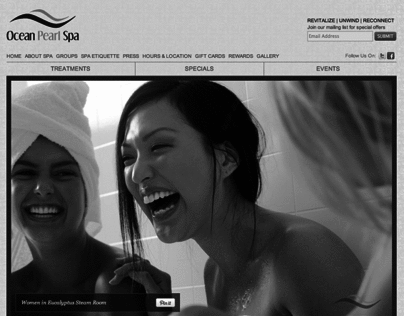 Ocean Pearl Spa
REVITALIZE | UNWIND | RECONNECT
Join our mailing list for special offers
Email Address
SUBMIT
HOME ABOUT SPA GROUPS SPA ETIQUETTE PRESS HOURS & LOCATION GIFT CARDS REWARDS GALLERY
Follow Us On:
TREATMENTS SPECIALS EVENTS
Women in Eucalyptus Steam Room
Pin it